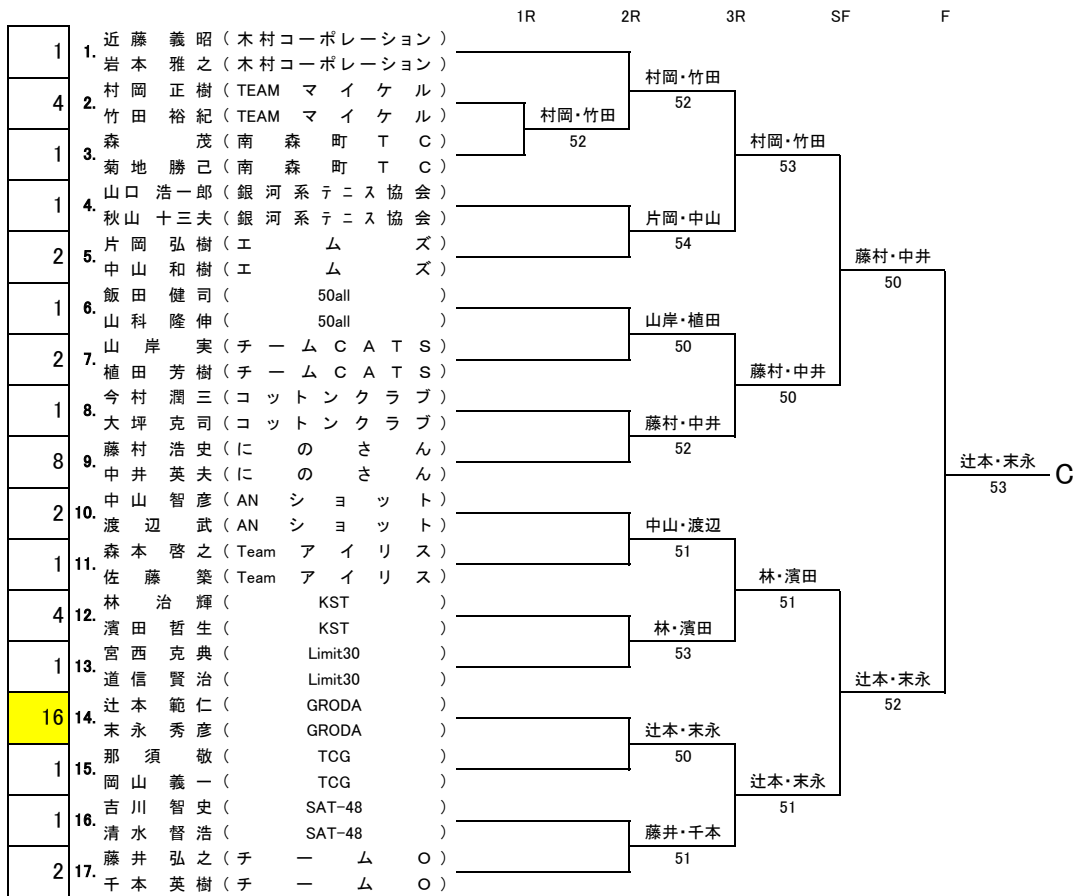 1R 2R 3R SF F
1 1. 近藤 義昭 ( 木村コーポレーション )
岩本 雅之 ( 木村コーポレーション )
4 2. 村岡 正樹 ( TEAM マイケル )
竹田 裕紀 ( TEAM マイケル )
1 3. 森 茂 ( 南森町TC )
菊地 勝己 ( 南森町TC )
1 4. 山口 浩一郎 ( 銀河系テニス協会 )
秋山 十三夫 ( 銀河系テニス協会 )
2 5. 片岡 弘樹 ( エムズ )
中山 和樹 ( エムズ )
1 6. 飯田 健司 ( 50all )
山科 隆伸 ( 50all )
2 7. 山岸 実 ( チームCATS )
植田 芳樹 ( チームCATS )
1 8. 今村 潤三 ( コットンクラブ )
大坪 克司 ( コットンクラブ )
8 9. 藤村 浩史 ( にのさん )
中井 英夫 ( にのさん )
2 10. 中山 智彦 ( AN ショット )
渡辺 武 ( AN ショット )
1 11. 森本 啓之 ( Team アイリス )
佐藤 築 ( Team アイリス )
4 12. 林 治輝 ( KST )
濱田 哲生 ( KST )
1 13. 宮西 克典 ( Limit30 )
道信 賢治 ( Limit30 )
16 14. 辻本 範仁 ( GRODA )
末永 秀彦 ( GRODA )
1 15. 那須 敬 ( TCG )
岡山 義一 ( TCG )
1 16. 吉川 智史 ( SAT-48 )
清水 督浩 ( SAT-48 )
2 17. 藤井 弘之 ( チームO )
千本 英樹 ( チームO )
村岡・竹田
52
村岡・竹田
52
片岡・中山
54
山岸・植田
50
藤村・中井
52
中山・渡辺
51
林・濱田
53
辻本・末永
50
藤井・千本
51
村岡・竹田
53
藤村・中井
50
林・濱田
51
辻本・末永
51
藤村・中井
50
辻本・末永
52
辻本・末永
53
C